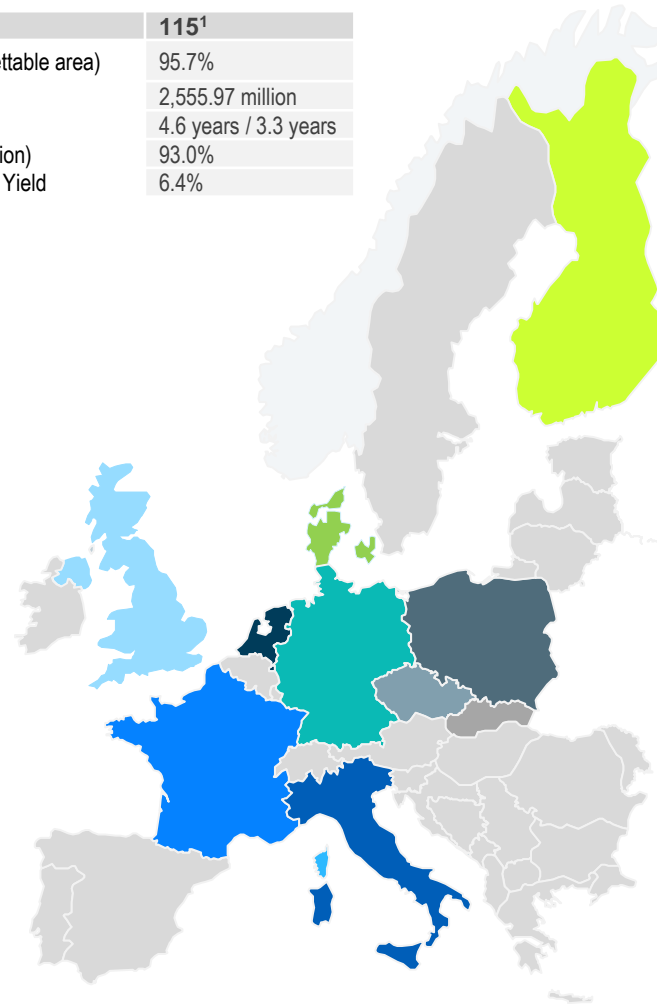 115¹
ettable area) 95.7%
2,555.97 million
4.6 years / 3.3 years
ion) 93.0%
Yield 6.4%